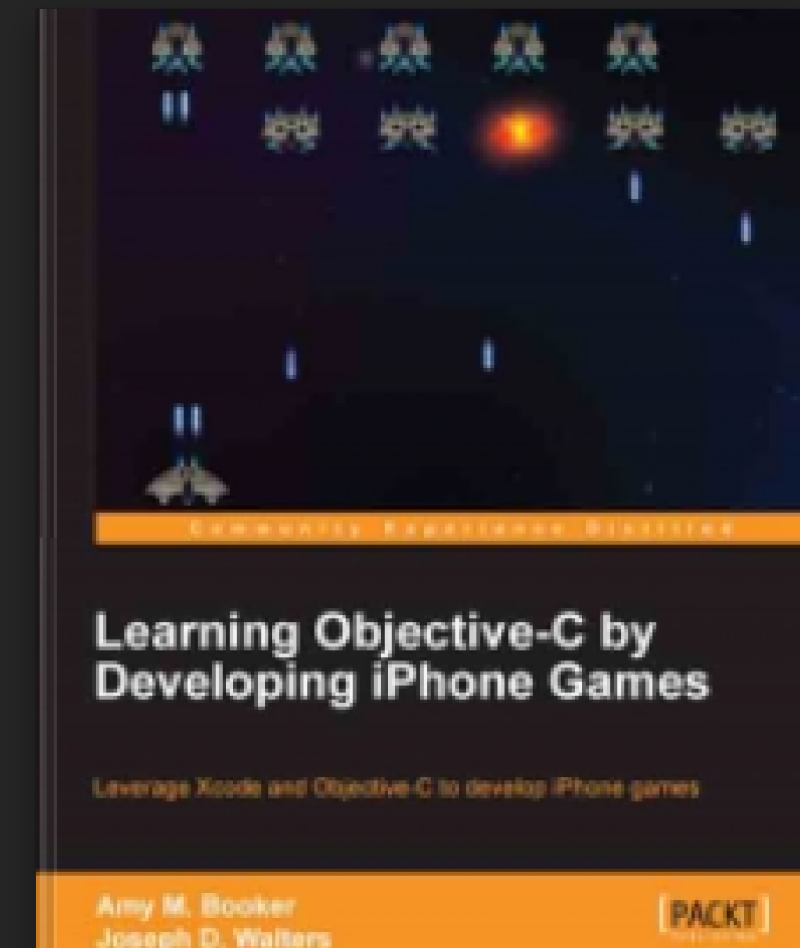 Community Experience Distilled
Learning Objective-C by
Developing iPhone Games
Leverage Xcode and Objective-C to develop iPhone games
Amy M. Booker
Joseph D. Walters
[PACKT]
PUBLISHING